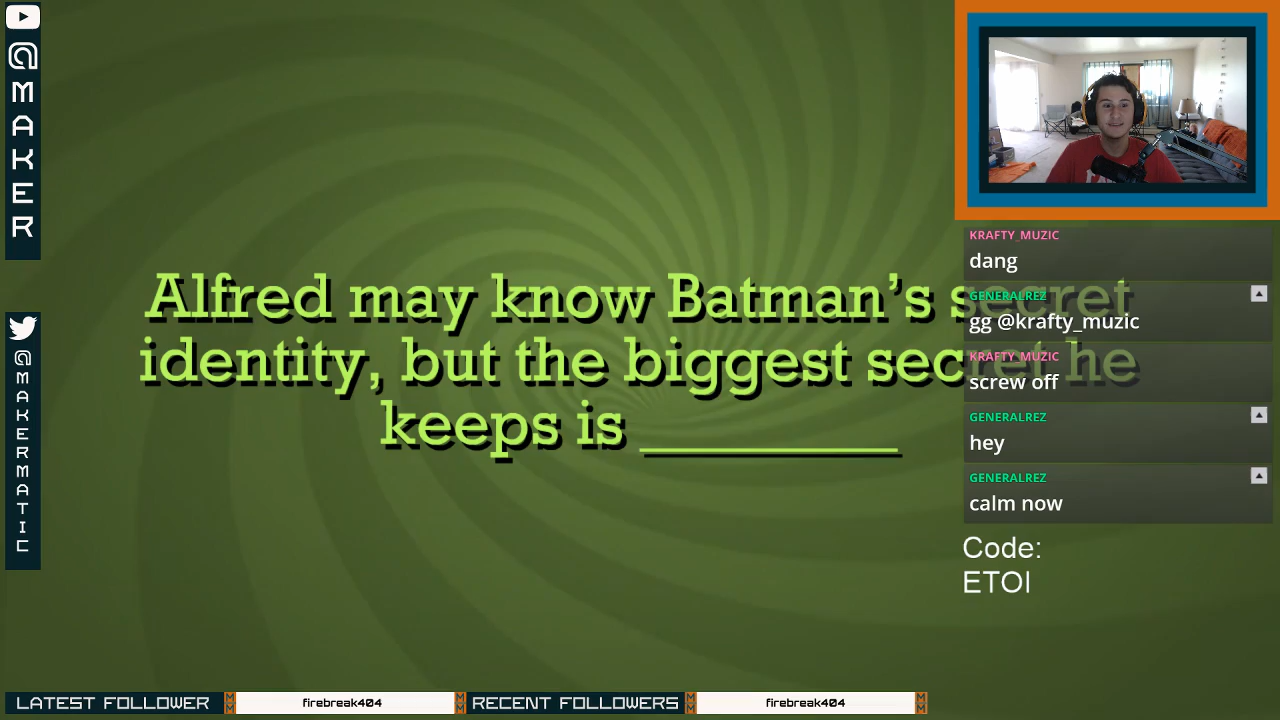 @MAKER
@MAKERMATIC
Alfred may know Batman's secret
identity, but the biggest secret he
keeps is ________
KRAFTY_MUZIC
dang
GENERALREZ
gg @krafty_muzic
KRAFTY_MUZIC
screw off
GENERALREZ
hey
GENERALREZ
calm now
Code:
ETOI
LATEST FOLLOWER
firebreak404
RECENT FOLLOWERS
firebreak404